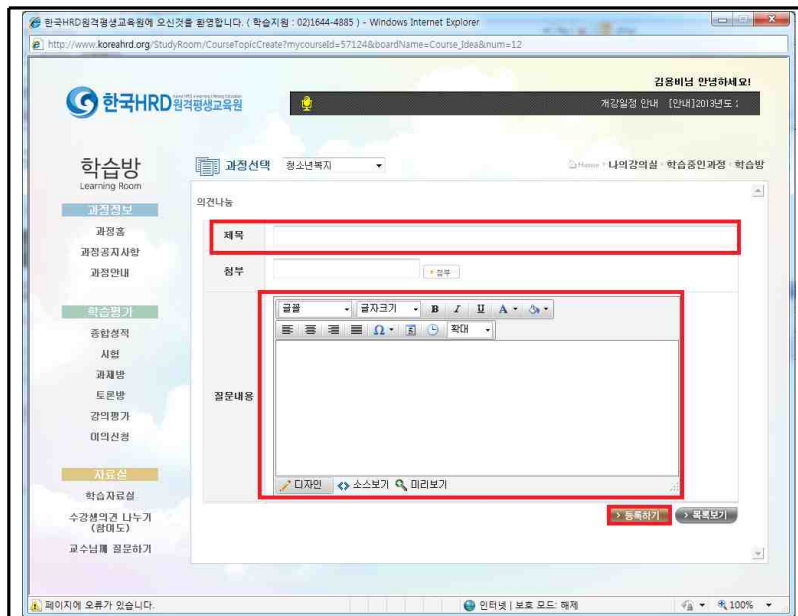 한국HRD원격평생교육원에 오신것을 환영합니다. ( 학습지원 : 02)1644-4885 ) - Windows Internet Explorer
http://www.koreahrd.org/StudyRoom/CourseTopicCreate?mycourseId=57124&boardName=Course_Idea&num=12
김용비님 안녕하세요!
한국HRD원격평생교육원
개강일정 안내 [안내]2013년도
학습방
Learning Room
과정선택 청소년복지
Home 나의강의실 학습중인과정 학습방
과정정보
과정홈
과정공지사항
과정안내
학습평가
종합성적
시험
과제방
토론방
강의평가
이의신청
자료실
학습자료실
수강생의견 나누기
(참여도)
교수님께 질문하기
의견나눔
제목
첨부 첨부
질문내용
글꼴 글자크기 B I U A
Ω 확대
디자인 소스보기 미리보기
등록하기 목록보기
페이지에 오류가 있습니다. 인터넷 | 보호 모드: 해제 100%